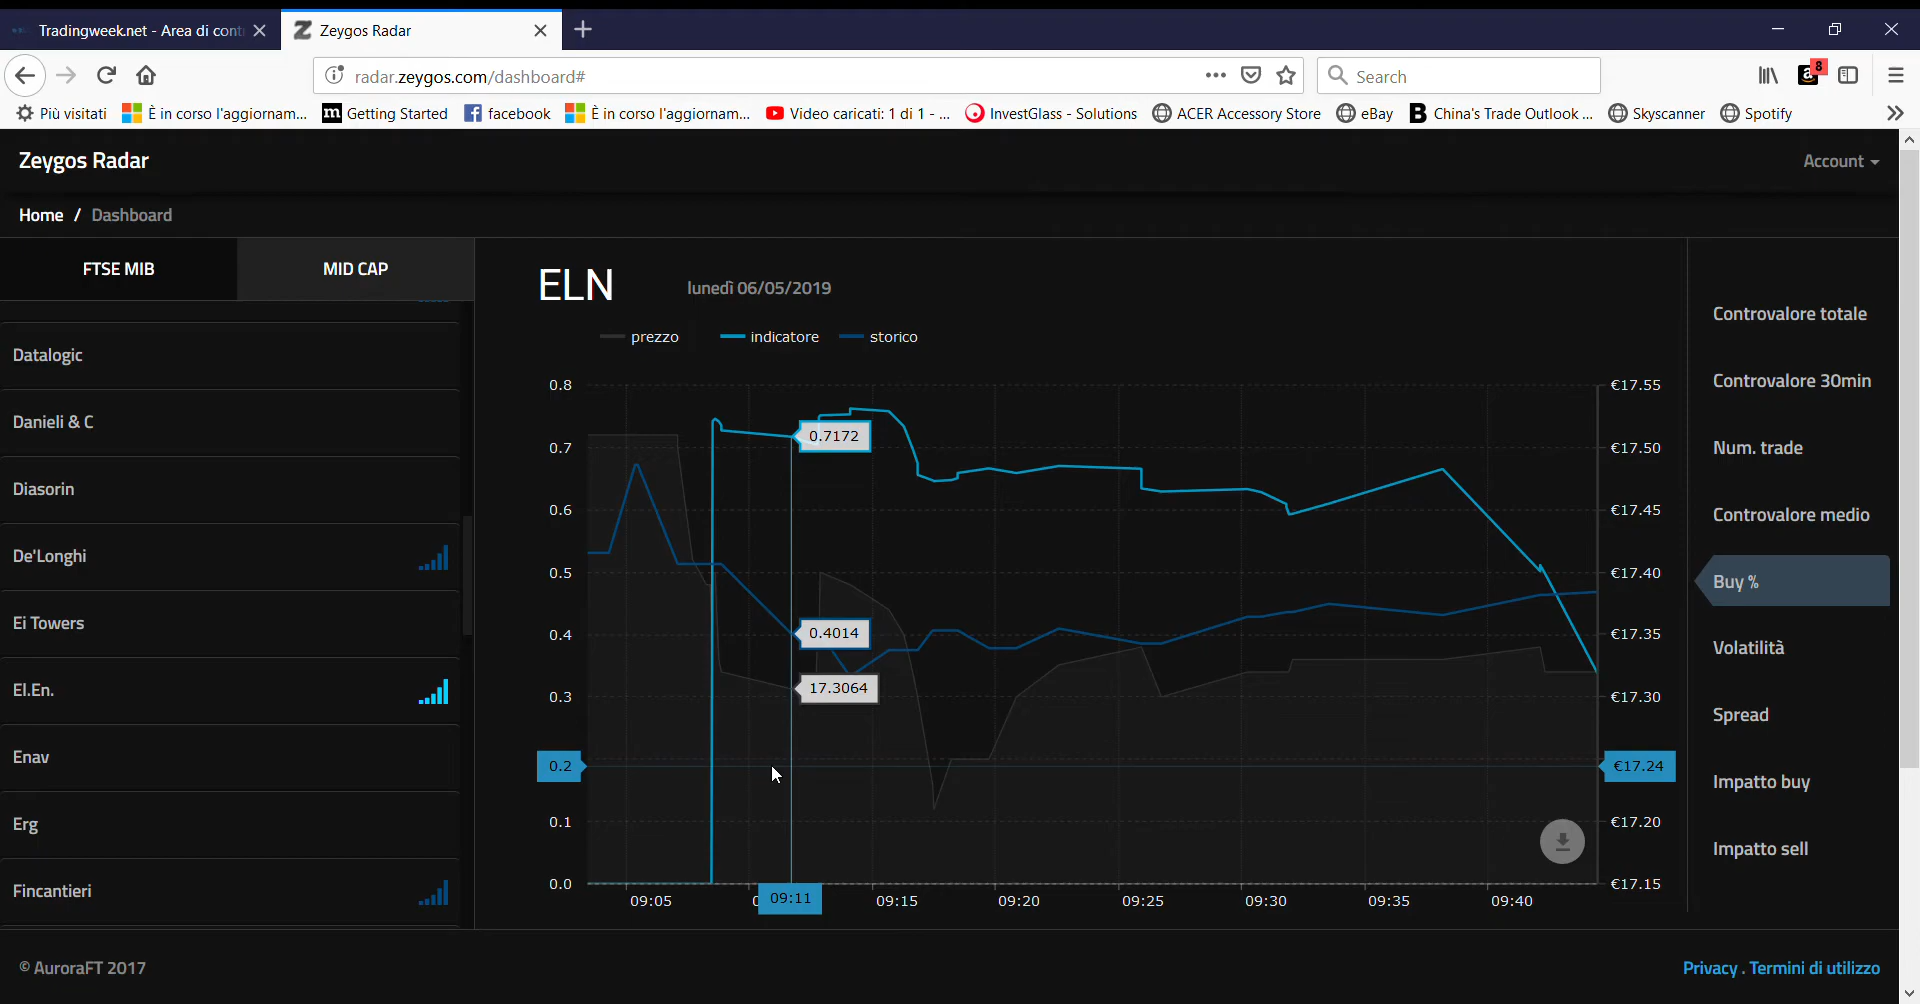 Tradingweek.net - Area di cont
Zeygos Radar
radar.zeygos.com/dashboard#
Search
8
Più visitati
È in corso l'aggiornam...
Getting Started
facebook
È in corso l'aggiornam...
Video caricati: 1 di 1 - ...
InvestGlass - Solutions
ACER Accessory Store
eBay
China's Trade Outlook ...
Skyscanner
Spotify
Zeygos Radar
Account
Home / Dashboard
FTSE MIB
MID CAP
Datalogic
Danieli & C
Diasorin
De'Longhi
Ei Towers
El.En.
Enav
Erg
Fincantieri
ELN
lunedì 06/05/2019
prezzo
indicatore
storico
0.8
0.7
0.6
0.5
0.4
0.3
0.2
0.1
0.0
0.7172
0.4014
17.3064
€17.55
€17.50
€17.45
€17.40
€17.35
€17.30
€17.24
€17.20
€17.15
09:05
09:11
09:15
09:20
09:25
09:30
09:35
09:40
Controvalore totale
Controvalore 30min
Num. trade
Controvalore medio
Buy %
Volatilità
Spread
Impatto buy
Impatto sell
© AuroraFT 2017
Privacy . Termini di utilizzo